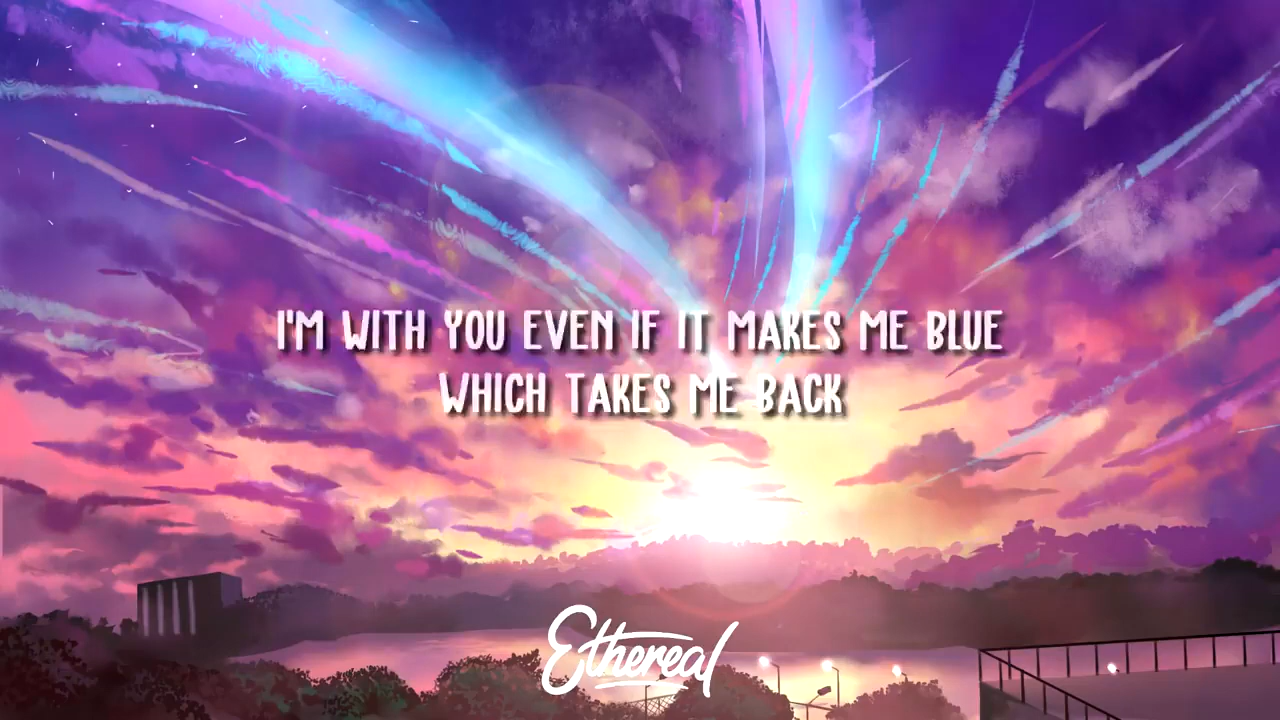 I'M WITH YOU EVEN IF IT MAKES ME BLUE
WHICH TAKES ME BACK
Ethereal